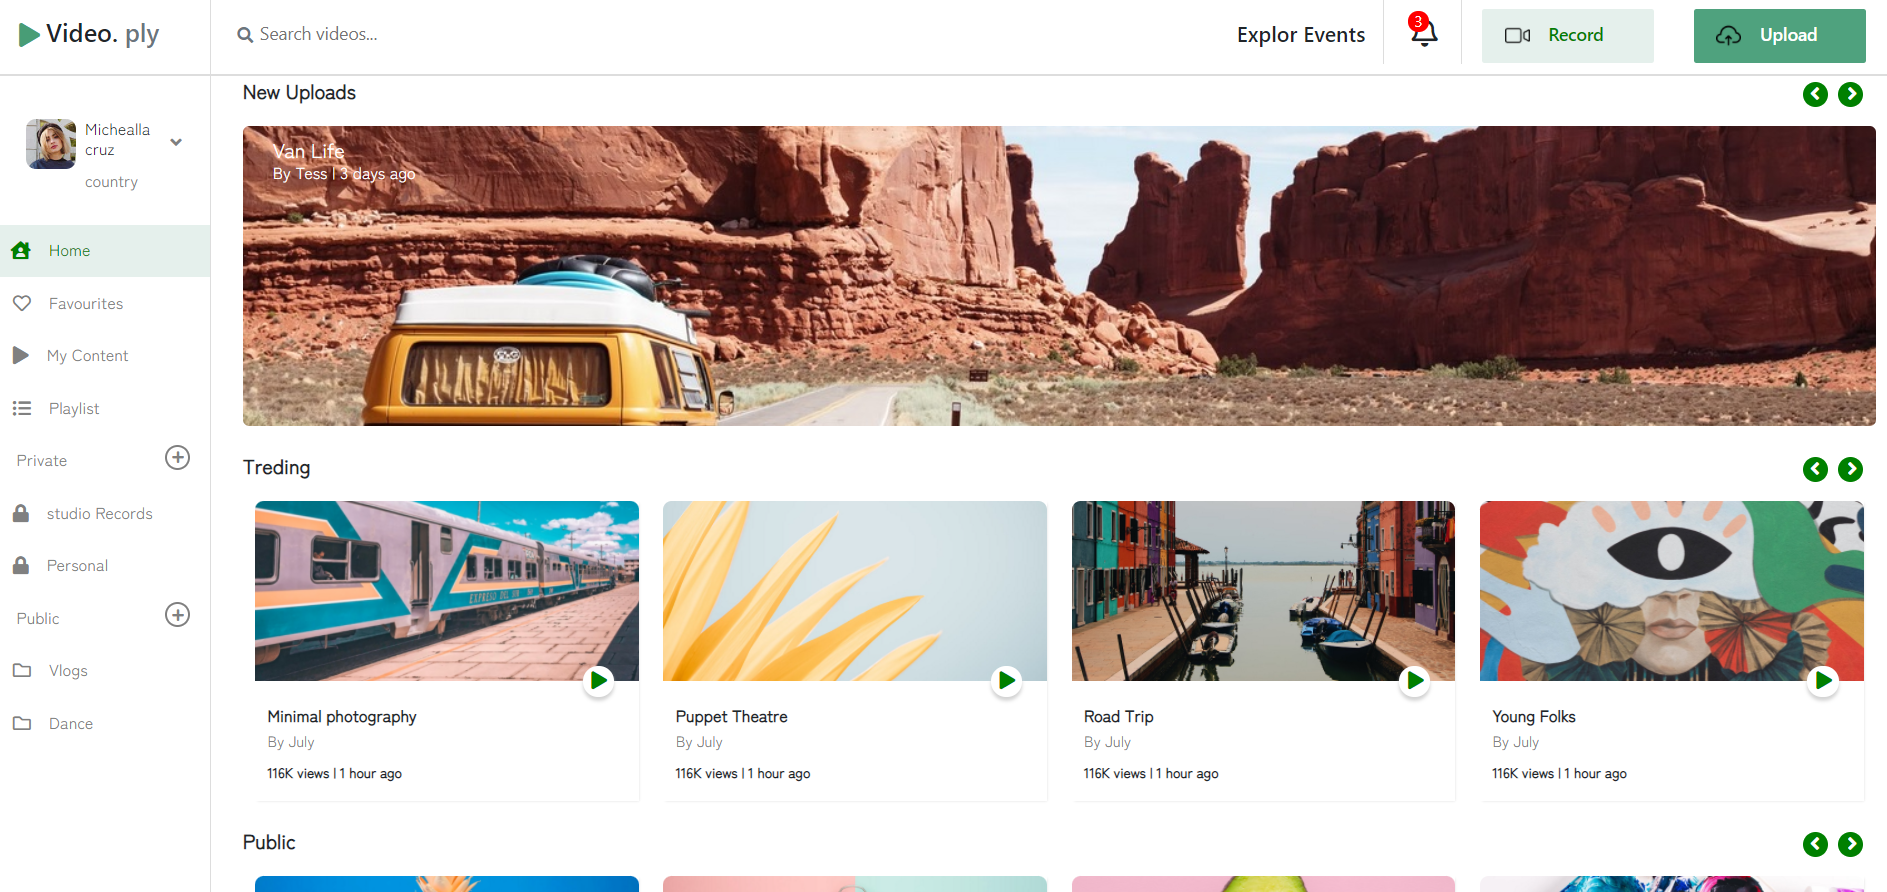 Video. ply
Search videos...
Explor Events
3
Record
Upload
Michealla
cruz
country
Home
Favourites
My Content
Playlist
Private
studio Records
Personal
Public
Vlogs
Dance
New Uploads
Van Life
By Tess | 3 days ago
Treding
EXPRESO DEL SUR
Minimal photography
By July
116K views | 1 hour ago
Puppet Theatre
By July
116K views | 1 hour ago
Road Trip
By July
116K views | 1 hour ago
Young Folks
By July
116K views | 1 hour ago
Public